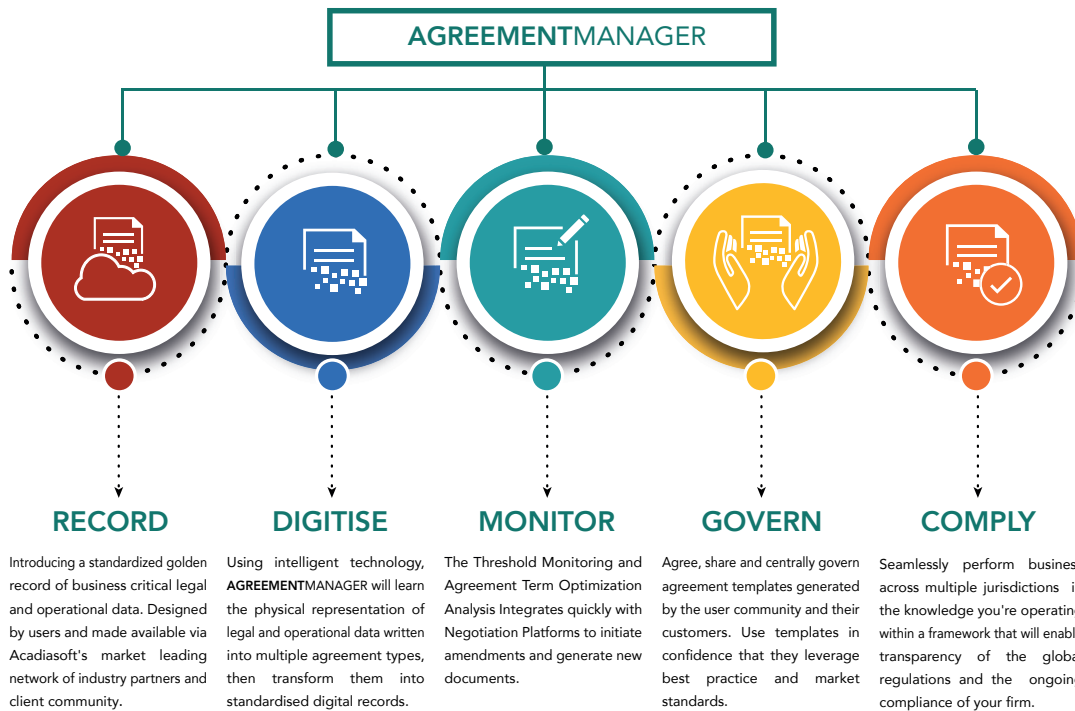 AGREEMENTMANAGER
RECORD
Introducing a standardized golden
record of business critical legal
and operational data. Designed
by users and made available via
Acadiasoft's market leading
network of industry partners and
client community.
DIGITISE
Using intelligent technology,
AGREEMENTMANAGER will learn
the physical representation of
legal and operational data written
into multiple agreement types,
then transform them into
standardised digital records.
MONITOR
The Threshold Monitoring and
Agreement Term Optimization
Analysis Integrates quickly with
Negotiation Platforms to initiate
amendments and generate new
documents.
GOVERN
Agree, share and centrally govern
agreement templates generated
by the user community and their
customers. Use templates in
confidence that they leverage
best practice and market
standards.
COMPLY
Seamlessly perform busines
across multiple jurisdictions i
the knowledge you're operatin
within a framework that will enabl
transparency of the globa
regulations and the ongoin
compliance of your firm.